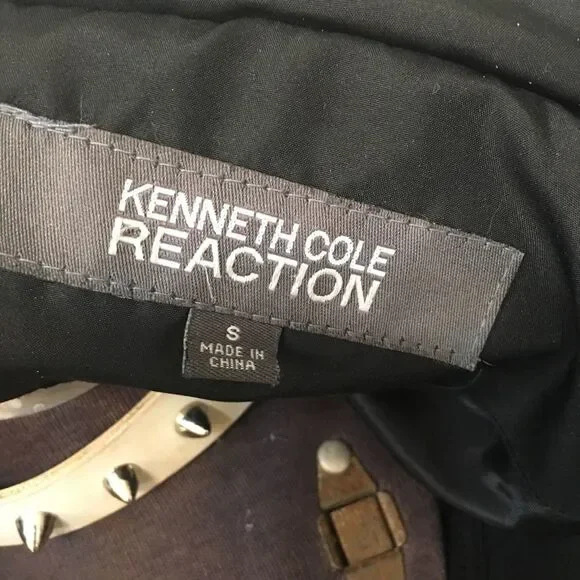 KENNETH COLE
REACTION
S
MADE IN
CHINA